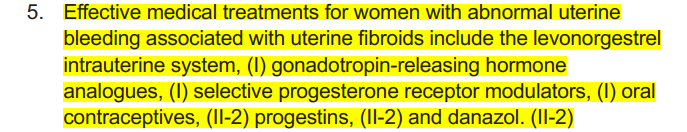 5. Effective medical treatments for women with abnormal uterine
bleeding associated with uterine fibroids include the levonorgestrel
intrauterine system, (I) gonadotropin-releasing hormone
analogues, (I) selective progesterone receptor modulators, (I) oral
contraceptives, (II-2) progestins, (II-2) and danazol. (II-2)